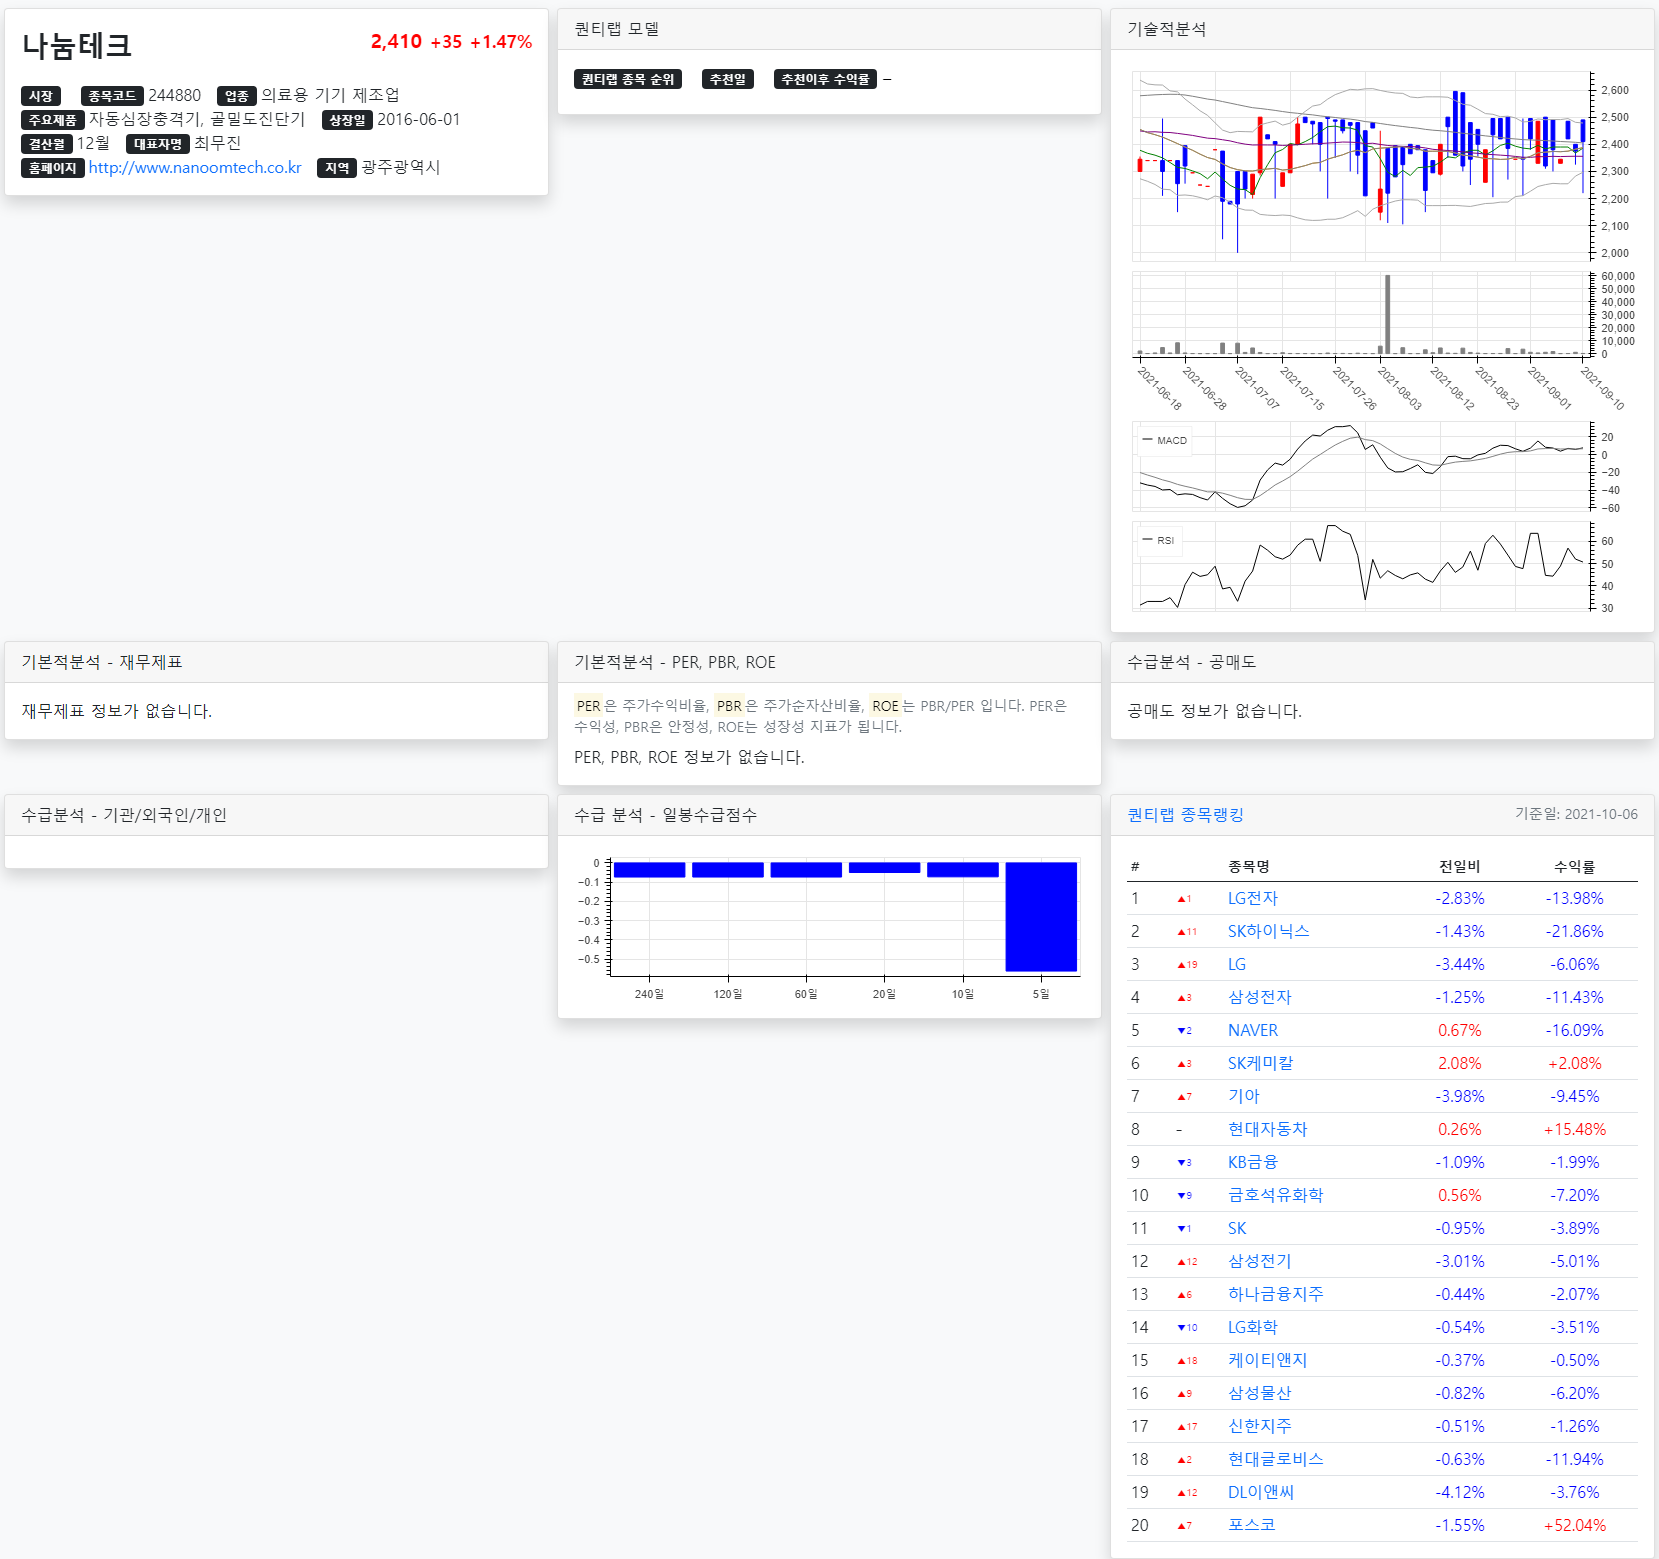 나눔테크
2,410 +35 +1.47%
시장 종목코드 244880 업종 의료용 기기 제조업
주요제품 자동심장충격기, 골밀도진단기 상장일 2016-06-01
결산월 12월 대표자명 최무진
홈페이지 http://www.nanoomtech.co.kr 지역 광주광역시
퀀티랩 모델
퀀티랩 종목 순위 추천일 추천이후 수익률 –
기술적분석
2,600
2,500
2,400
2,300
2,200
2,100
2,000
60,000
50,000
40,000
30,000
20,000
10,000
0
2021-06-18
2021-06-28
2021-07-07
2021-07-15
2021-07-26
2021-08-03
2021-08-12
2021-08-23
2021-09-01
2021-09-10
MACD
20
0
−20
−40
−60
RSI
60
50
40
30
기본적분석 - 재무제표
재무제표 정보가 없습니다.
기본적분석 - PER, PBR, ROE
PER은 주가수익비율, PBR은 주가순자산비율, ROE는 PBR/PER 입니다. PER은
수익성, PBR은 안정성, ROE는 성장성 지표가 됩니다.
PER, PBR, ROE 정보가 없습니다.
수급분석 - 공매도
공매도 정보가 없습니다.
수급분석 - 기관/외국인/개인
수급 분석 - 일봉수급점수
0
−0.1
−0.2
−0.3
−0.4
−0.5
240일 120일 60일 20일 10일 5일
퀀티랩 종목랭킹 기준일: 2021-10-06
# 종목명 전일비 수익률
1 ▲1 LG전자 -2.83% -13.98%
2 ▲11 SK하이닉스 -1.43% -21.86%
3 ▲19 LG -3.44% -6.06%
4 ▲3 삼성전자 -1.25% -11.43%
5 ▼2 NAVER 0.67% -16.09%
6 ▲3 SK케미칼 2.08% +2.08%
7 ▲7 기아 -3.98% -9.45%
8 - 현대자동차 0.26% +15.48%
9 ▼3 KB금융 -1.09% -1.99%
10 ▼9 금호석유화학 0.56% -7.20%
11 ▼1 SK -0.95% -3.89%
12 ▲12 삼성전기 -3.01% -5.01%
13 ▲6 하나금융지주 -0.44% -2.07%
14 ▼10 LG화학 -0.54% -3.51%
15 ▲18 케이티앤지 -0.37% -0.50%
16 ▲9 삼성물산 -0.82% -6.20%
17 ▲17 신한지주 -0.51% -1.26%
18 ▲2 현대글로비스 -0.63% -11.94%
19 ▲12 DL이앤씨 -4.12% -3.76%
20 ▲7 포스코 -1.55% +52.04%